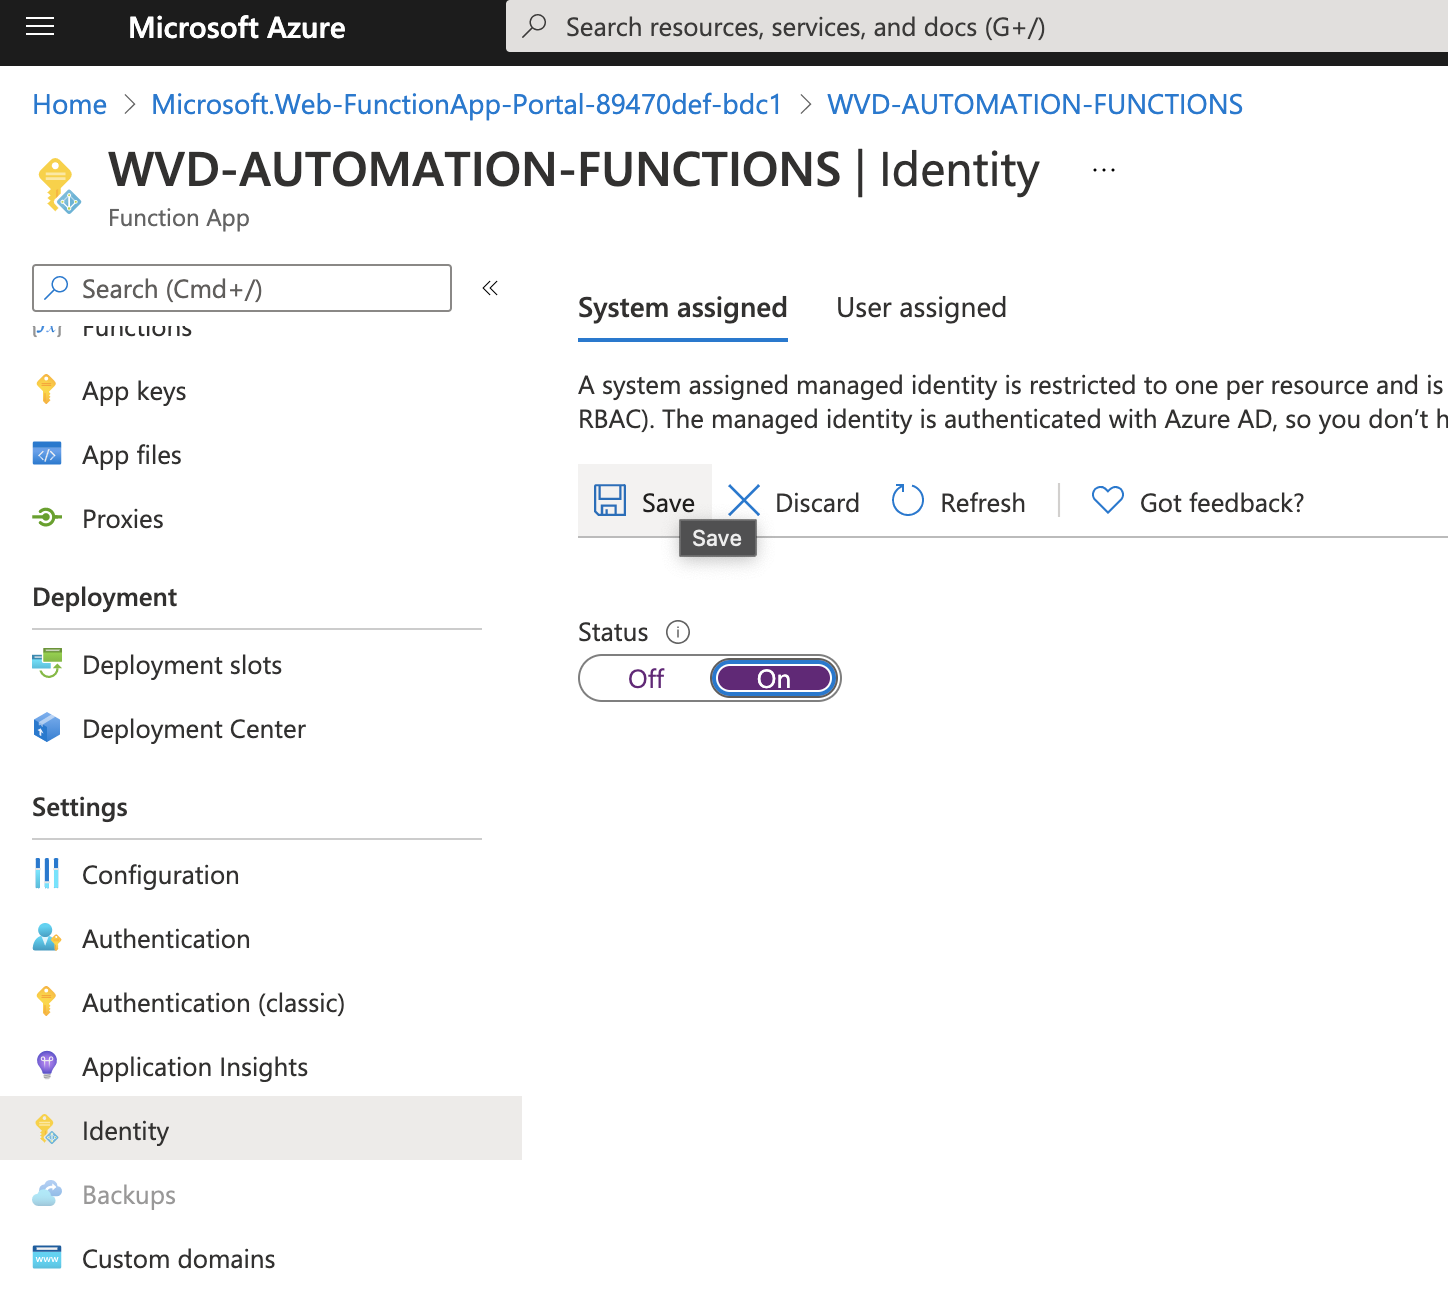 Microsoft Azure
Search resources, services, and docs (G+/)
Home > Microsoft.Web-FunctionApp-Portal-89470def-bdc1 > WVD-AUTOMATION-FUNCTIONS
WVD-AUTOMATION-FUNCTIONS | Identity ...
Function App
Search (Cmd+/)
Functions
App keys
App files
Proxies
Deployment
Deployment slots
Deployment Center
Settings
Configuration
Authentication
Authentication (classic)
Application Insights
Identity
Backups
Custom domains
System assigned User assigned
A system assigned managed identity is restricted to one per resource and is
RBAC). The managed identity is authenticated with Azure AD, so you don’t h
Save Discard Refresh Got feedback?
Save
Status
Off On